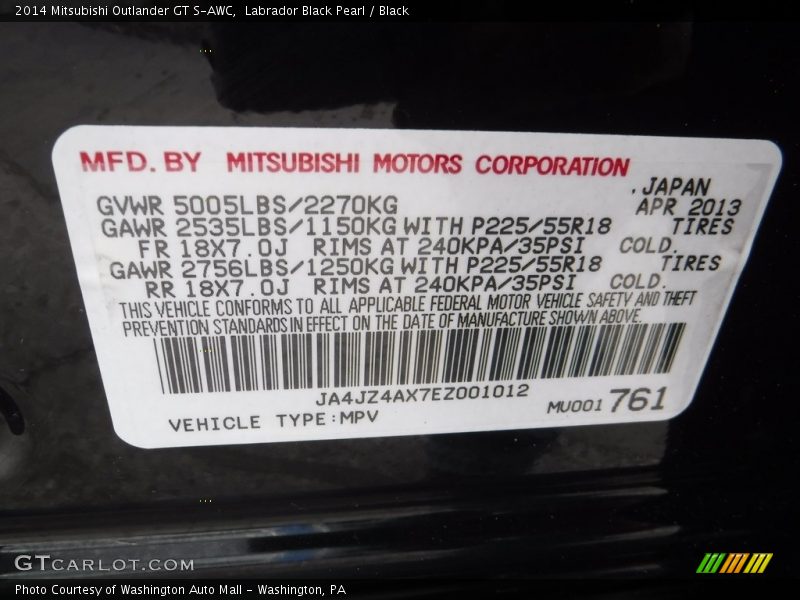 2014 Mitsubishi Outlander GT S-AWC,  Labrador Black Pearl / Black
MFD. BY MITSUBISHI MOTORS CORPORATION
.JAPAN
GVWR 5005LBS/2270KG APR 2013
GAWR 2535LBS/1150KG WITH P225/55R18 TIRES
FR 18X7.0J RIMS AT 240KPA/35PSI COLD.
GAWR 2756LBS/1250KG WITH P225/55R18 TIRES
RR 18X7.0J RIMS AT 240KPA/35PSI COLD.
THIS VEHICLE CONFORMS TO ALL APPLICABLE FEDERAL MOTOR VEHICLE SAFETY AND THEFT
PREVENTION STANDARDS IN EFFECT ON THE DATE OF MANUFACTURE SHOWN ABOVE.
JA4JZ4AX7EZ001012
VEHICLE TYPE:MPV MU001 761
GTCARLOT.COM
Photo Courtesy of Washington Auto Mall - Washington, PA